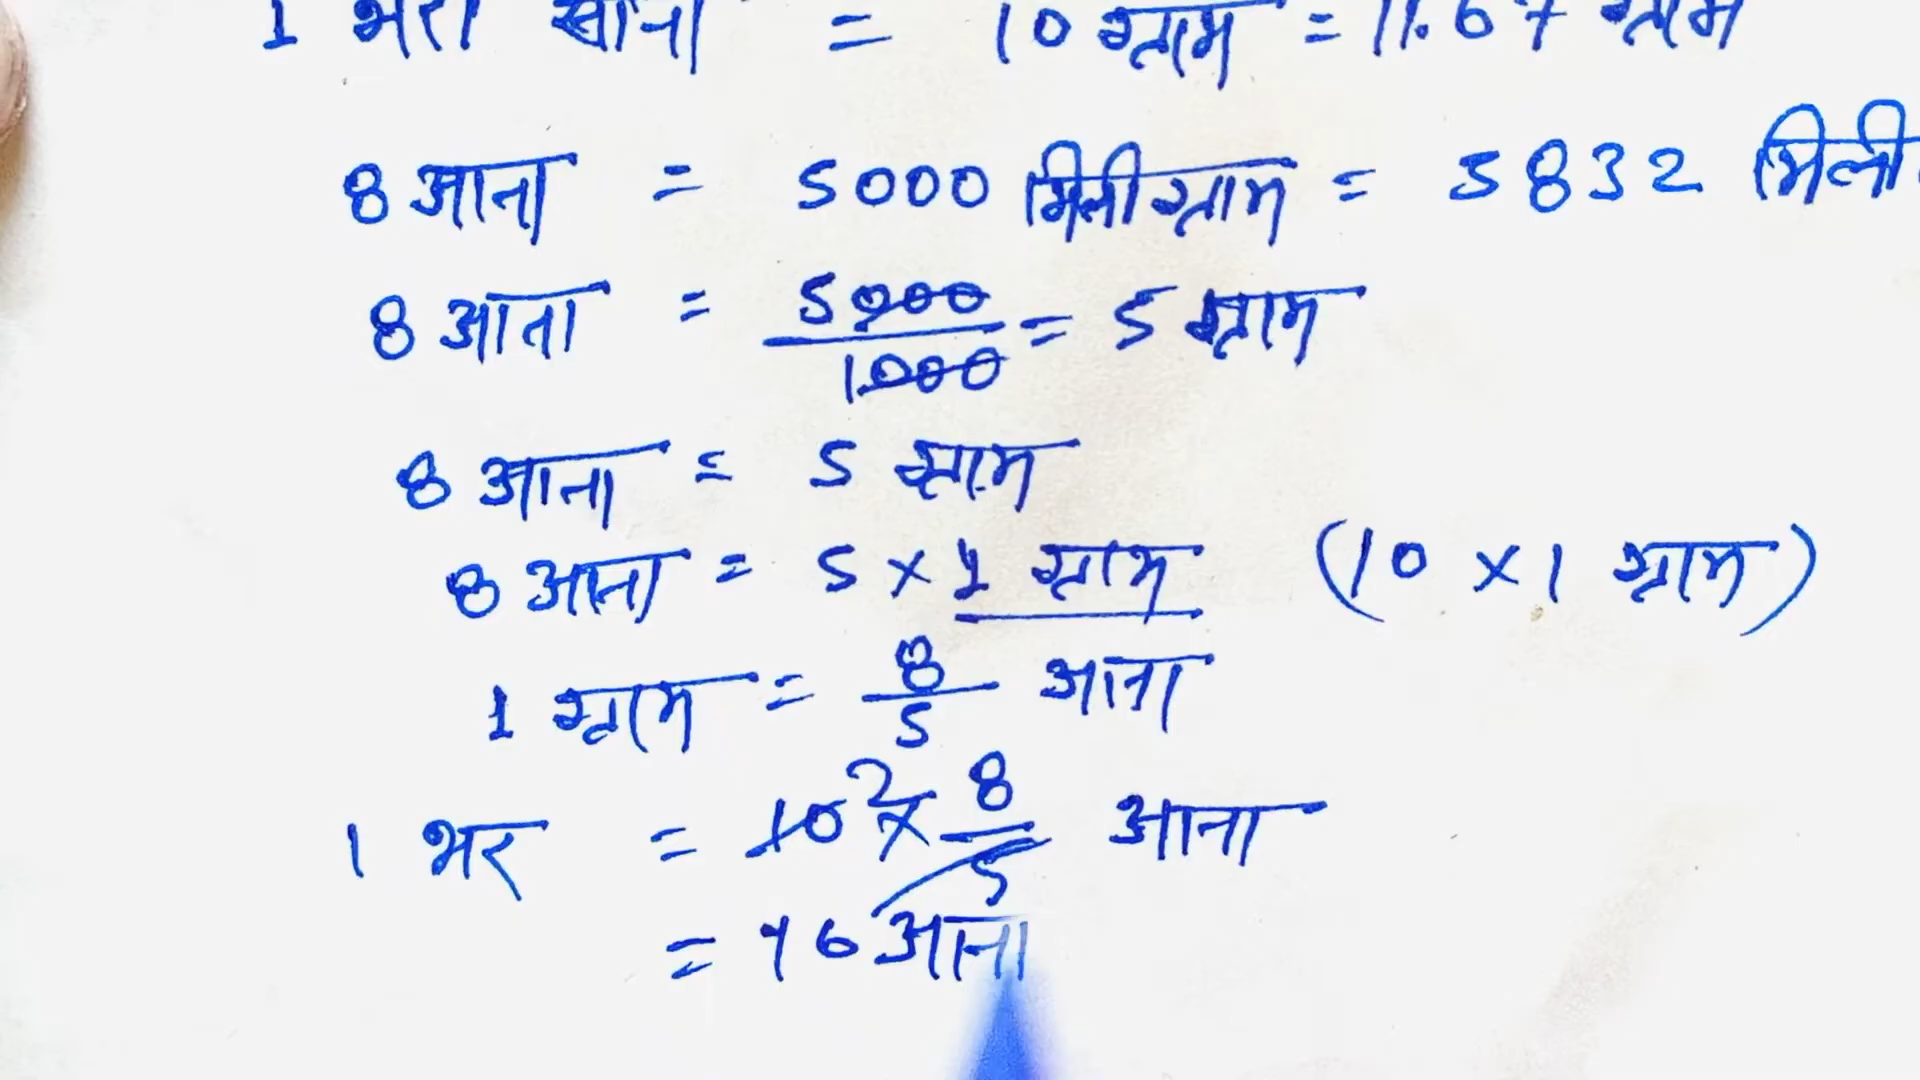 1 भरी सोना = 10 ग्राम = 11.67 ग्राम
8 आना = 5000 मिलीग्राम = 5832 मिली
8 आना = 5000/1000 = 5 ग्राम
8 आना = 5 ग्राम
8 आना = 5 × 1 ग्राम (10 × 1 ग्राम)
1 ग्राम = 8/5 आना
1 भर = 10 2 × 8/5 आना
= 16 आना